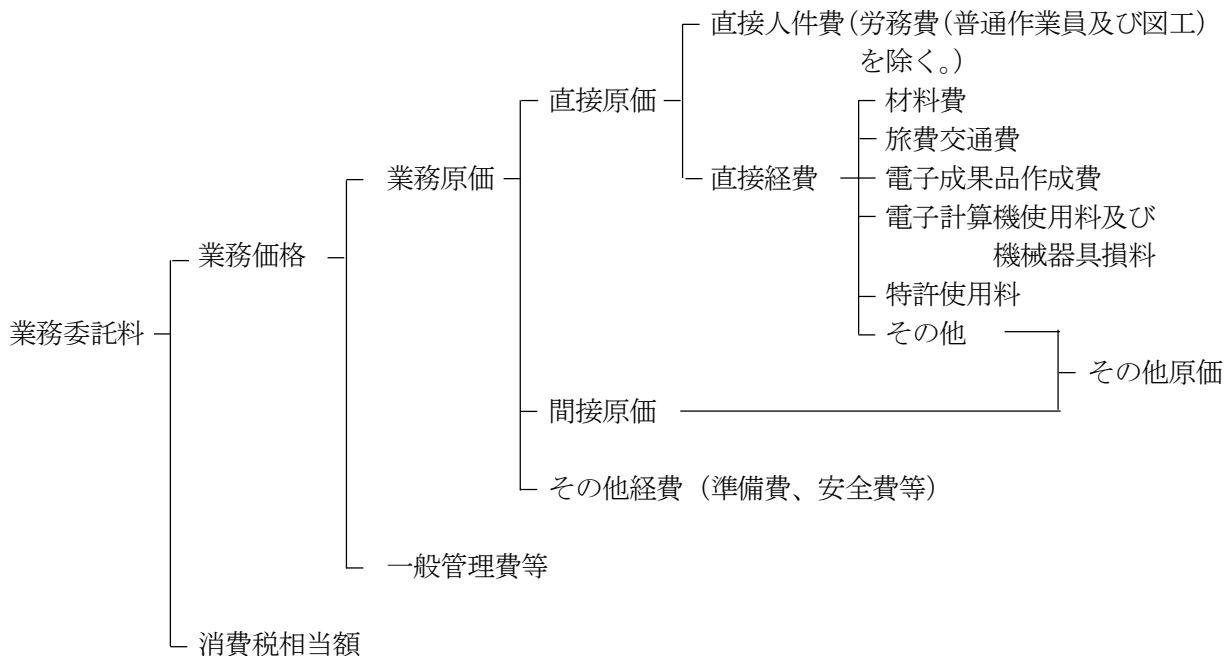 直接人件費(労務費(普通作業員及び図工)
を除く。)
直接原価
材料費
旅費交通費
業務原価
直接経費
電子成果品作成費
電子計算機使用料及び
業務価格
機械器具損料
特許使用料
業務委託料
その他
その他原価
間接原価
その他経費(準備費、安全費等)
一般管理費等
消費税相当額